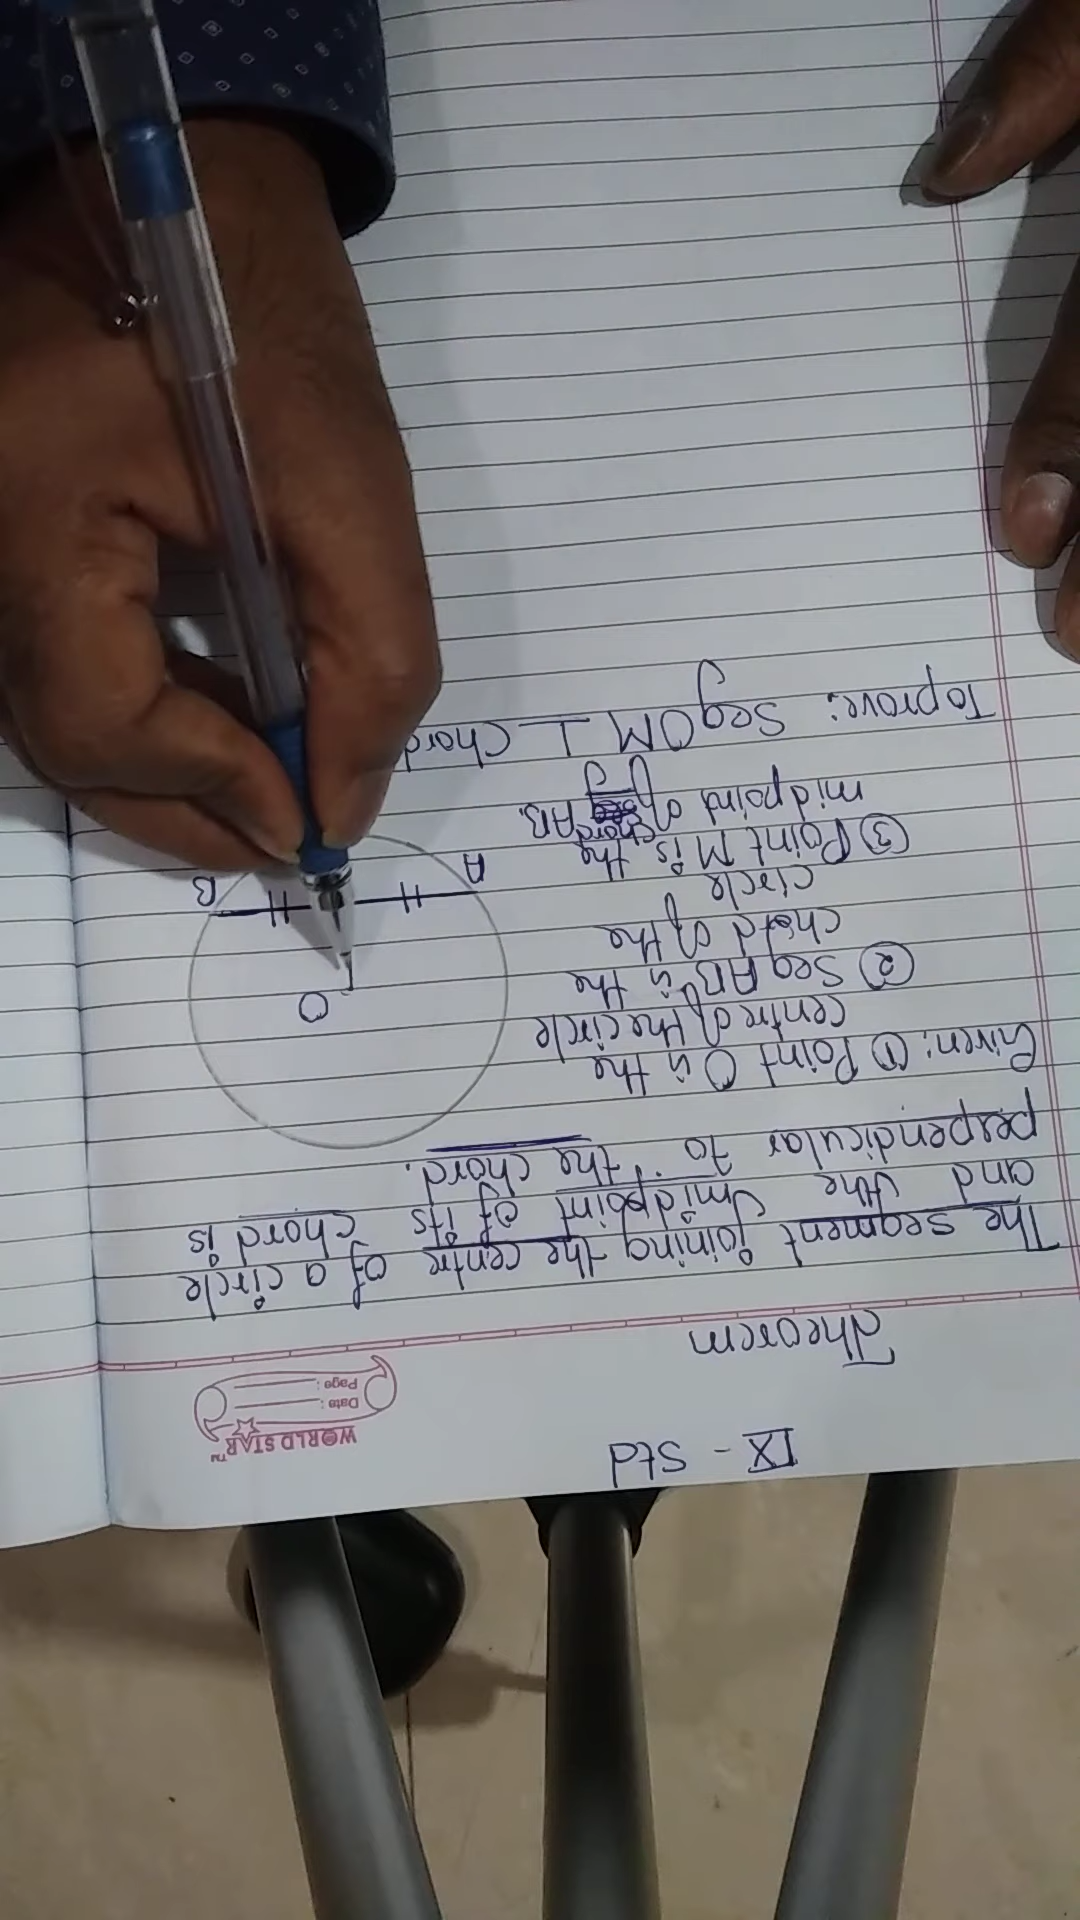 IX - Std
WORLD STAR™
Date :
Page :
Theorem
The segment joining the centre of a circle
and the midpoint of its chord is
perpendicular to the chord.
Given: ① Point O is the
centre of the circle
② Seg AB is the
chord of the
circle
③ Point M is the
chord
midpoind of AB.
To prove: Seg OM ⊥ Chord
O
A
B